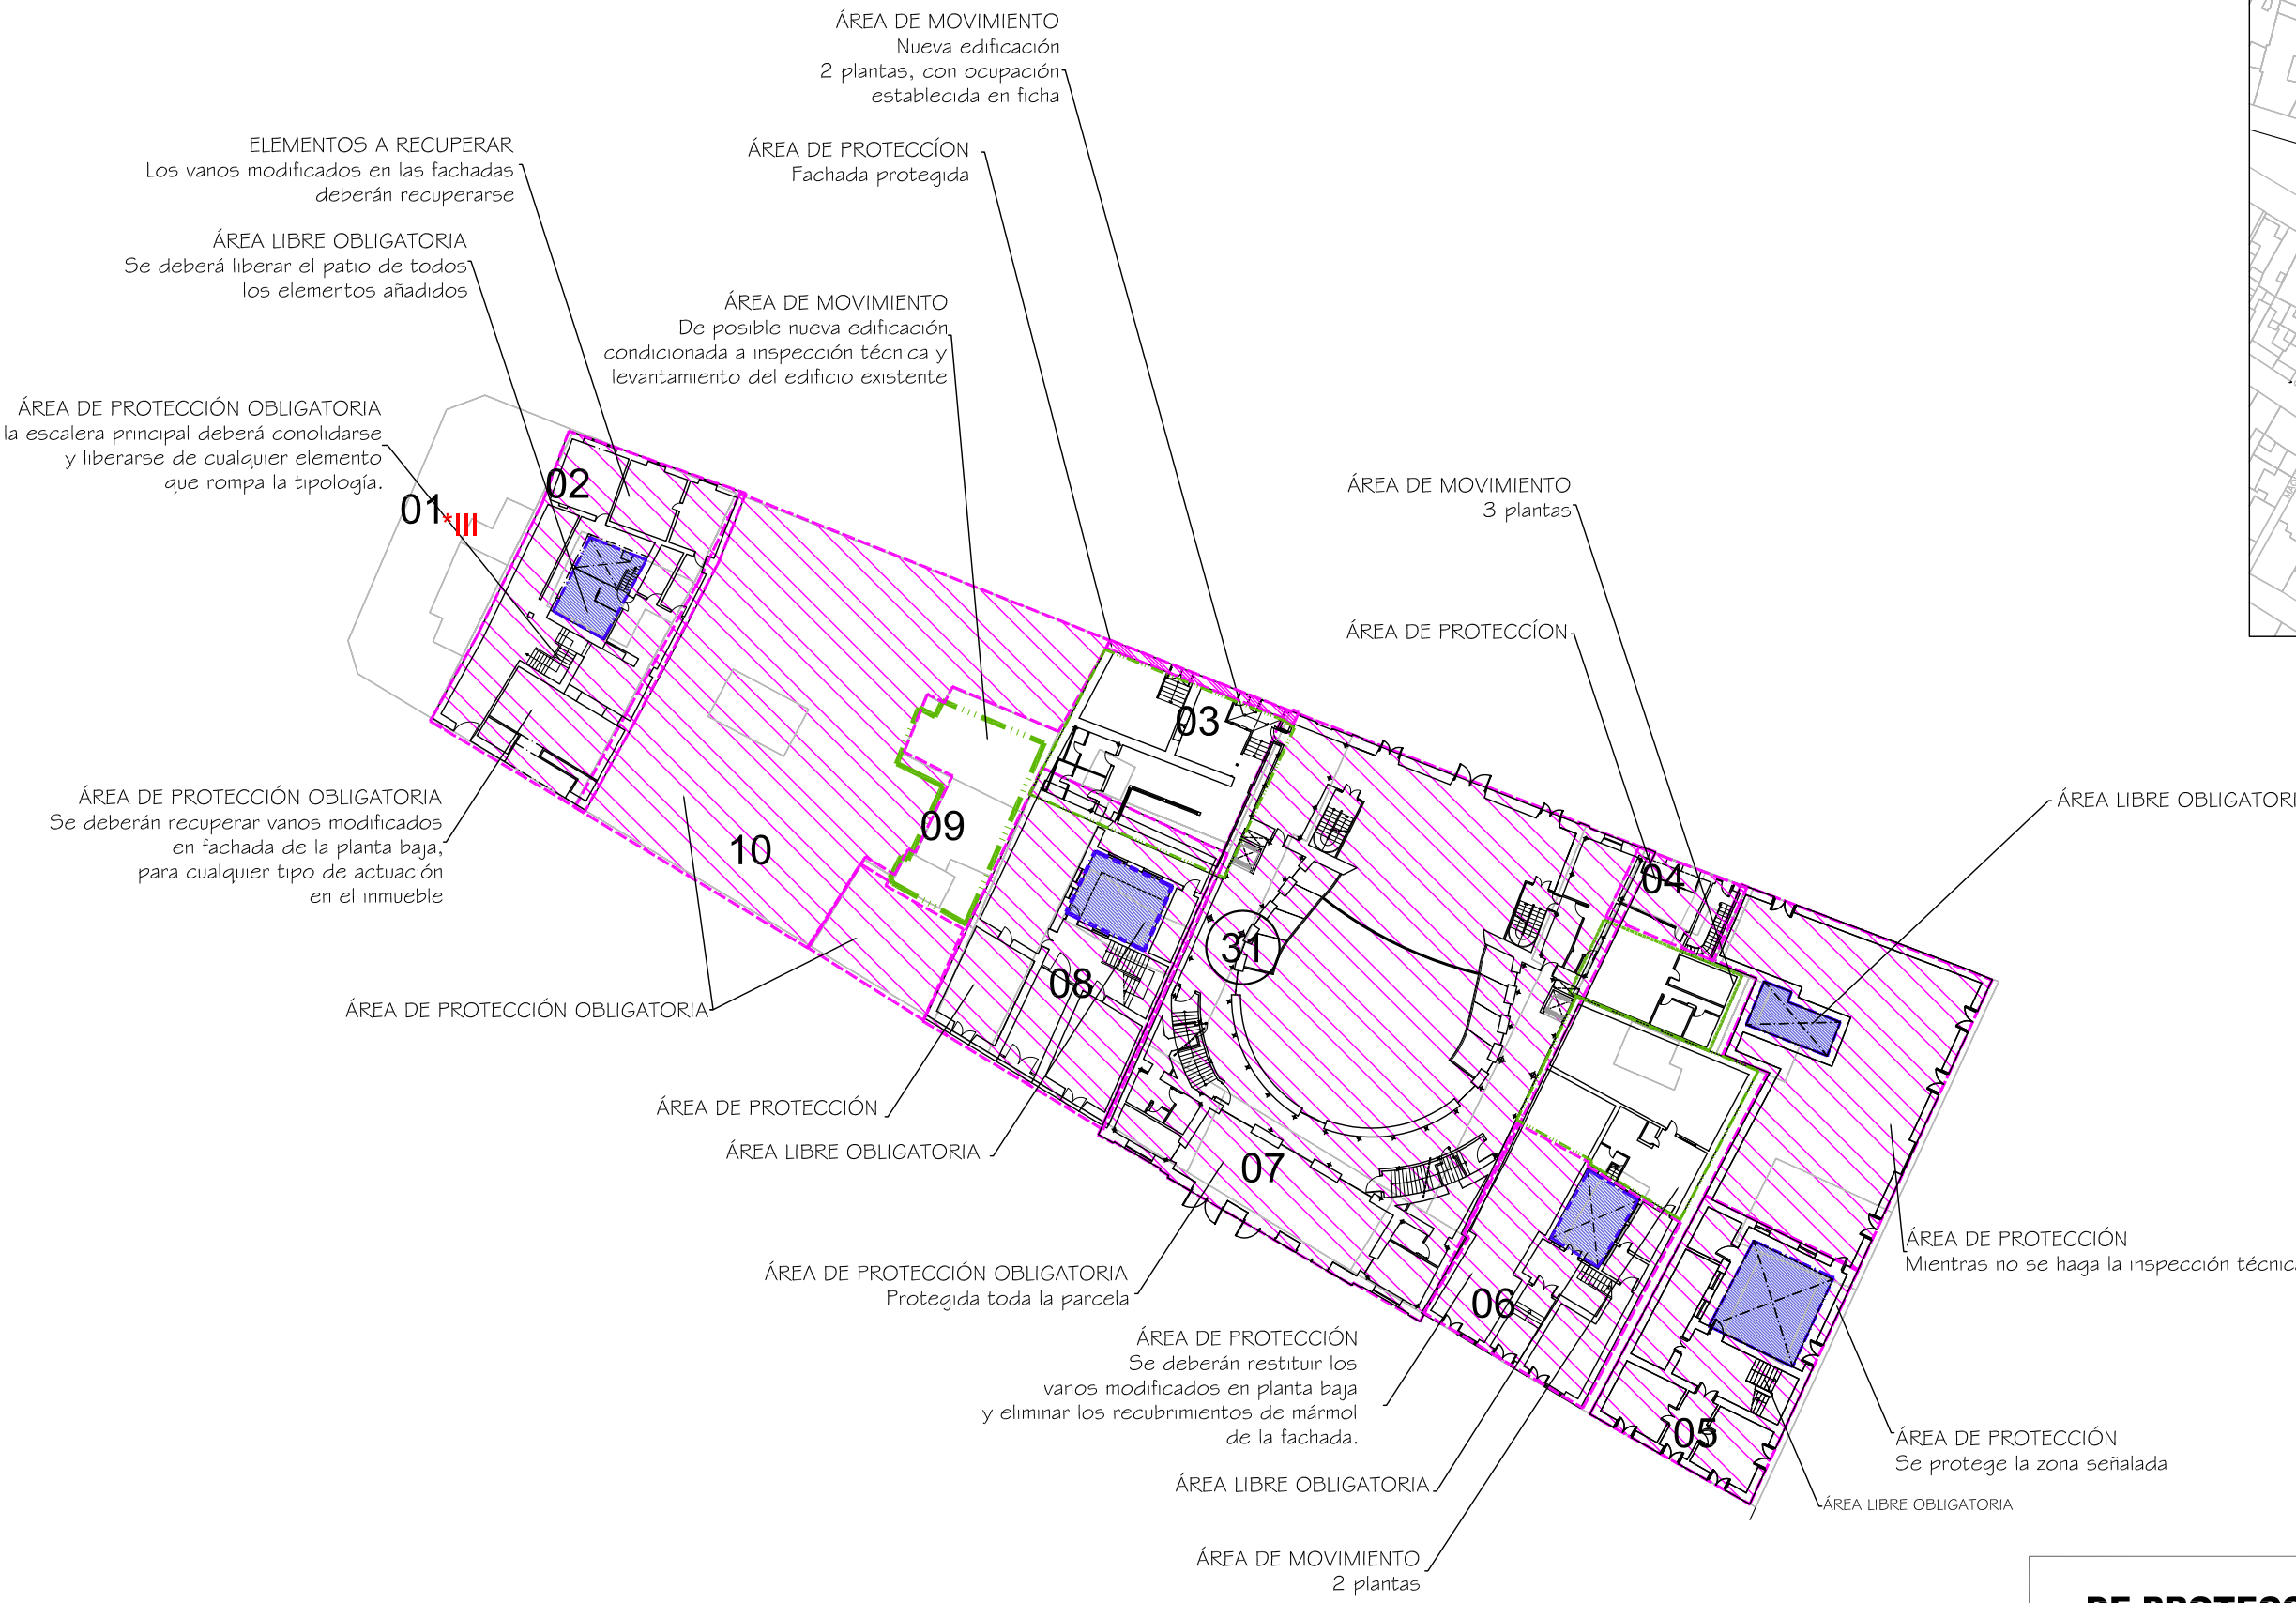 ÁREA DE MOVIMIENTO
Nueva edificación
2 plantas, con ocupación
establecida en ficha
ELEMENTOS A RECUPERAR
Los vanos modificados en las fachadas
deberán recuperarse
ÁREA DE PROTECCÍON
Fachada protegida
ÁREA LIBRE OBLIGATORIA
Se deberá liberar el patio de todos
los elementos añadidos
ÁREA DE MOVIMIENTO
De posible nueva edificación
condicionada a inspección técnica y
levantamiento del edificio existente
ÁREA DE PROTECCIÓN OBLIGATORIA
la escalera principal deberá conolidarse
y liberarse de cualquier elemento
que rompa la tipología.
ÁREA DE MOVIMIENTO
3 plantas
ÁREA DE PROTECCÍON
01
*III
02
03
04
ÁREA LIBRE OBLIGATORI
ÁREA DE PROTECCIÓN OBLIGATORIA
Se deberán recuperar vanos modificados
en fachada de la planta baja,
para cualquier tipo de actuación
en el inmueble
09
10
31
08
ÁREA DE PROTECCIÓN OBLIGATORIA
ÁREA DE PROTECCIÓN
ÁREA LIBRE OBLIGATORIA
07
ÁREA DE PROTECCIÓN OBLIGATORIA
Protegida toda la parcela
ÁREA DE PROTECCIÓN
Mientras no se haga la inspección técnica
06
ÁREA DE PROTECCIÓN
Se deberán restituir los
vanos modificados en planta baja
y eliminar los recubrimientos de mármol
de la fachada.
05
ÁREA DE PROTECCIÓN
Se protege la zona señalada
ÁREA LIBRE OBLIGATORIA
ÁREA LIBRE OBLIGATORIA
ÁREA DE MOVIMIENTO
2 plantas